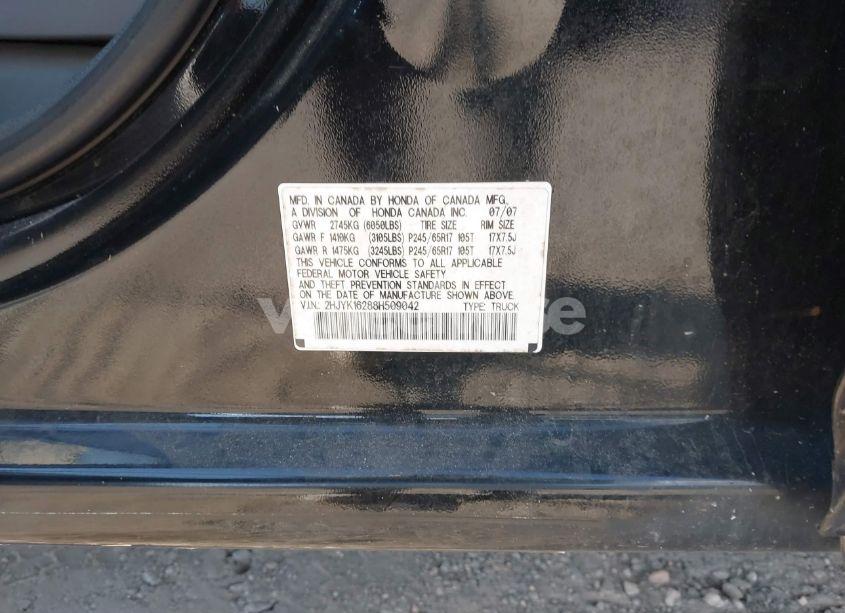 MFD. IN CANADA BY HONDA OF CANADA MFG.,
A DIVISION OF HONDA CANADA INC. 07/07
GVWR 2745KG (6050LBS) TIRE SIZE RIM SIZE
GAWR F 1410KG (3105LBS) P245/65R17 105T 17X7.5J
GAWR R 1475KG (3245LBS) P245/65R17 105T 17X7.5J
THIS VEHICLE CONFORMS TO ALL APPLICABLE
FEDERAL MOTOR VEHICLE SAFETY
AND THEFT PREVENTION STANDARDS IN EFFECT
ON THE DATE OF MANUFACTURE SHOWN ABOVE.
V.I.N.: 2HJYK16288H509042 TYPE: TRUCK